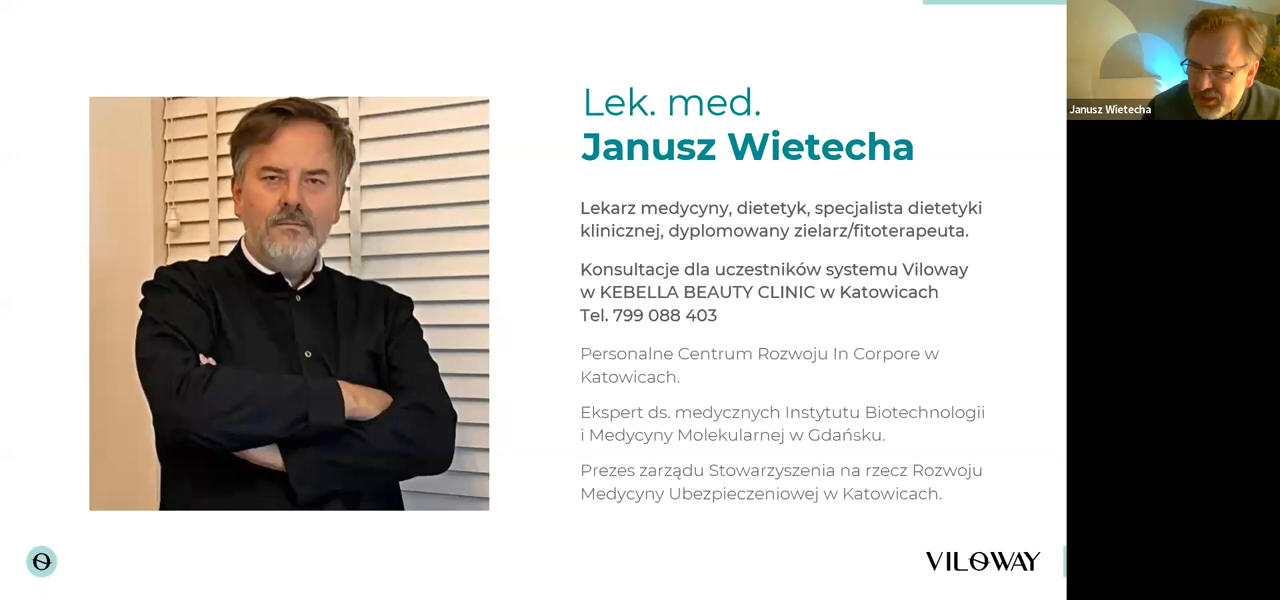 Lek. med.
Janusz Wietecha
Lekarz medycyny, dietetyk, specjalista dietetyki
klinicznej, dyplomowany zielarz/fitoterapeuta.
Konsultacje dla uczestników systemu Viloway
w KEBELLA BEAUTY CLINIC w Katowicach
Tel. 799 088 403
Personalne Centrum Rozwoju In Corpore w
Katowicach.
Ekspert ds. medycznych Instytutu Biotechnologii
i Medycyny Molekularnej w Gdańsku.
Prezes zarządu Stowarzyszenia na rzecz Rozwoju
Medycyny Ubezpieczeniowej w Katowicach.
VILOWAY
Janusz Wietecha